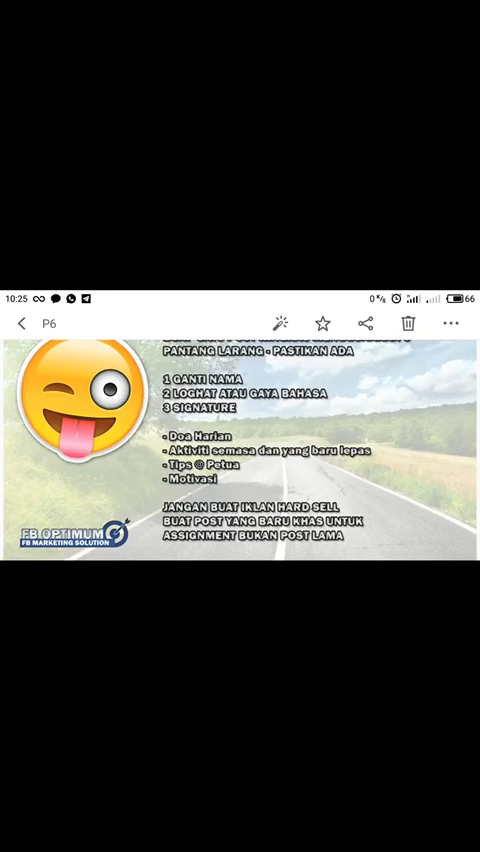 10:25
0 K/s
66
P6
PANTANG LARANG - PASTIKAN ADA
1 GANTI NAMA
2 LOGHAT ATAU GAYA BAHASA
3 SIGNATURE
- Doa Harian
- Aktiviti semasa dan yang baru lepas
- Tips @ Petua
- Motivasi
JANGAN BUAT IKLAN HARD SELL
BUAT POST YANG BARU KHAS UNTUK
ASSIGNMENT BUKAN POST LAMA
FB OPTIMUM
FB MARKETING SOLUTION